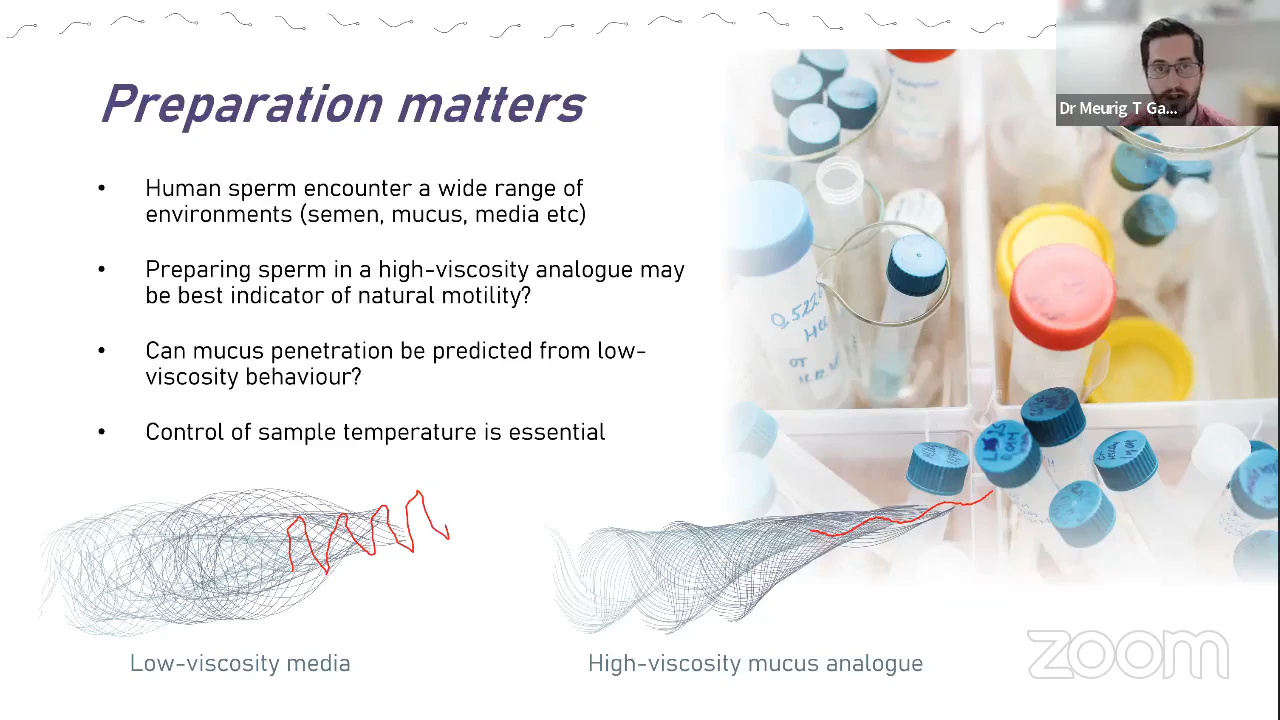 Preparation matters
Dr Meurig T Ga...
• Human sperm encounter a wide range of
environments (semen, mucus, media etc)
• Preparing sperm in a high-viscosity analogue may
be best indicator of natural motility?
• Can mucus penetration be predicted from low-
viscosity behaviour?
• Control of sample temperature is essential
Low-viscosity media
High-viscosity mucus analogue
zoom